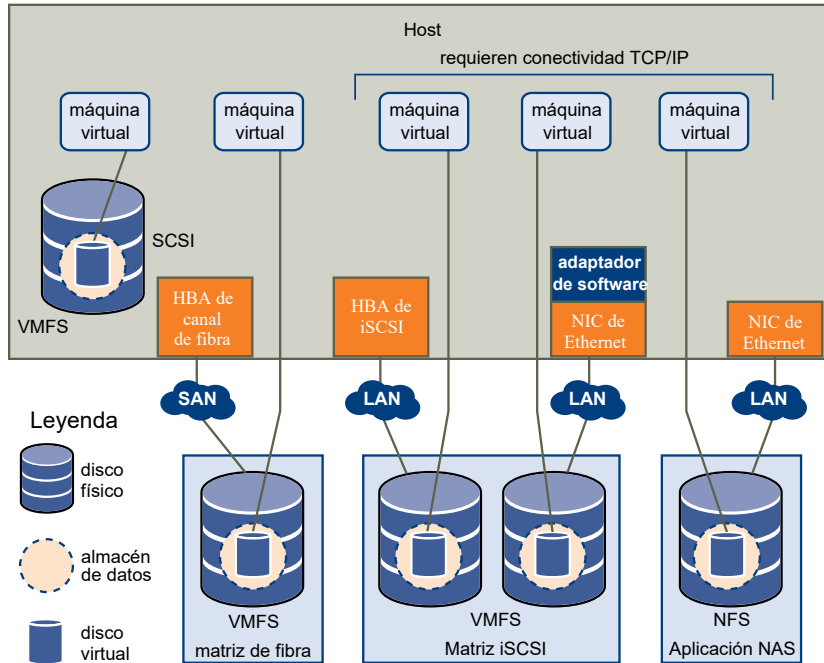 Host
requieren conectividad TCP/IP
máquina
virtual
máquina
virtual
máquina
virtual
máquina
virtual
máquina
virtual
SCSI
VMFS
HBA de
canal
de fibra
HBA de
iSCSI
adaptador
de software
NIC de
Ethernet
NIC de
Ethernet
SAN
LAN
LAN
LAN
Leyenda
disco
físico
almacén
de datos
disco
virtual
VMFS
matriz de fibra
VMFS
Matriz iSCSI
NFS
Aplicación NAS